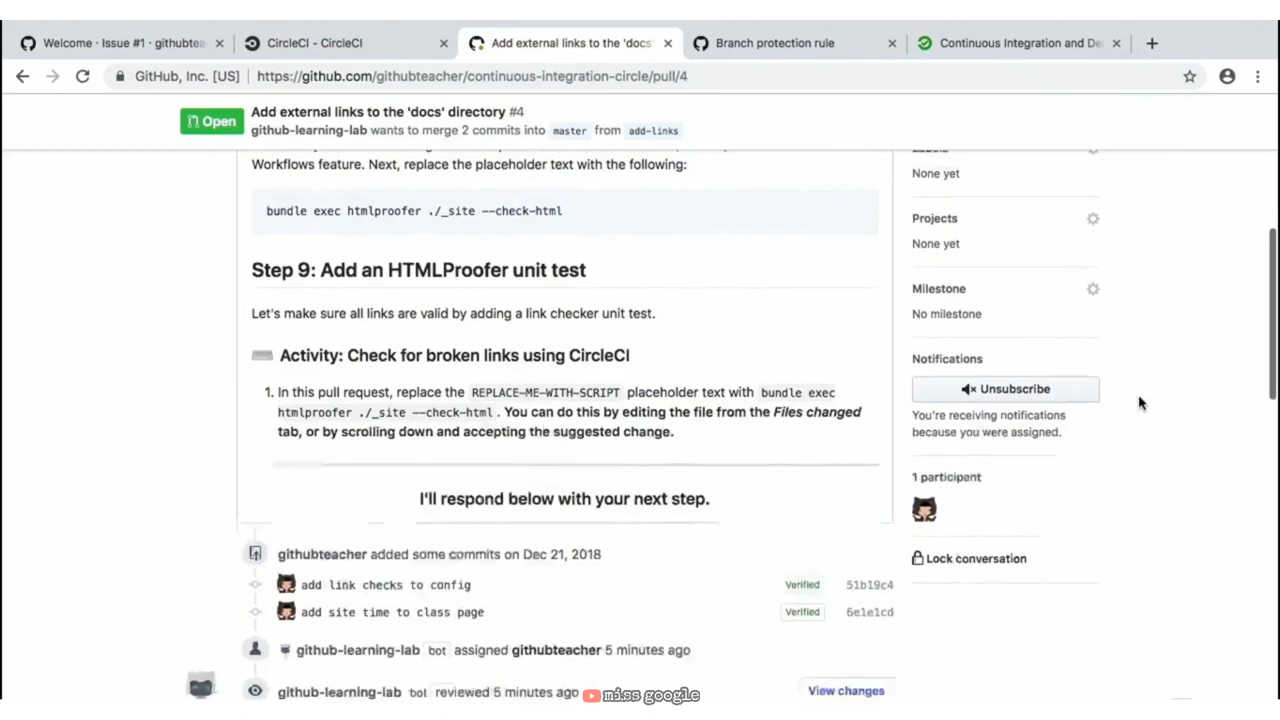 Welcome · Issue #1 · githubtea
CircleCI - CircleCI
Add external links to the 'docs'
Branch protection rule
Continuous Integration and De
GitHub, Inc. [US]
https://github.com/githubteacher/continuous-integration-circle/pull/4
Open
Add external links to the 'docs' directory #4
github-learning-lab wants to merge 2 commits into master from add-links
Workflows feature. Next, replace the placeholder text with the following:
bundle exec htmlproofer ./_site --check-html
Step 9: Add an HTMLProofer unit test
Let's make sure all links are valid by adding a link checker unit test.
Activity: Check for broken links using CircleCI
1. In this pull request, replace the REPLACE-ME-WITH-SCRIPT placeholder text with bundle exec
htmlproofer ./_site --check-html . You can do this by editing the file from the Files changed
tab, or by scrolling down and accepting the suggested change.
I'll respond below with your next step.
githubteacher added some commits on Dec 21, 2018
add link checks to config Verified 51b19c4
add site time to class page Verified 6e1e1cd
github-learning-lab bot assigned githubteacher 5 minutes ago
github-learning-lab bot reviewed 5 minutes ago
View changes
None yet
Projects
None yet
Milestone
No milestone
Notifications
Unsubscribe
You're receiving notifications
because you were assigned.
1 participant
Lock conversation
miss google